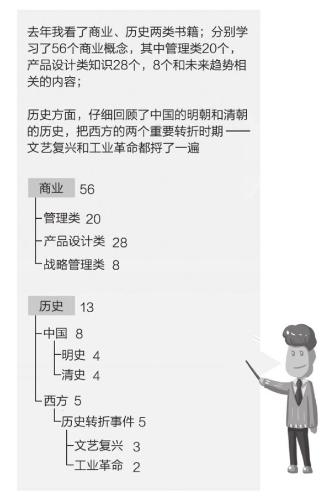 去年我看了商业、历史两类书籍；分别学
习了56个商业概念，其中管理类20个，
产品设计类知识28个，8个和未来趋势相
关的内容；
历史方面，仔细回顾了中国的明朝和清朝
的历史，把西方的两个重要转折时期——
文艺复兴和工业革命都捋了一遍
商业 56
管理类 20
产品设计类 28
战略管理类 8
历史 13
中国 8
明史 4
清史 4
西方 5
历史转折事件 5
文艺复兴 3
工业革命 2